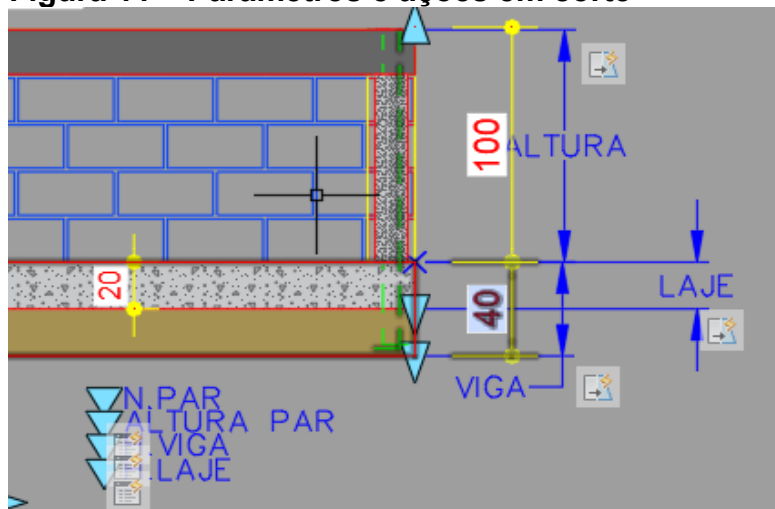 Figura 11 – Parâmetros e ações em corte
100
ALTURA
20
LAJE
40
VIGA
N.PAR
ALTURA PAR
VIGA
LAJE